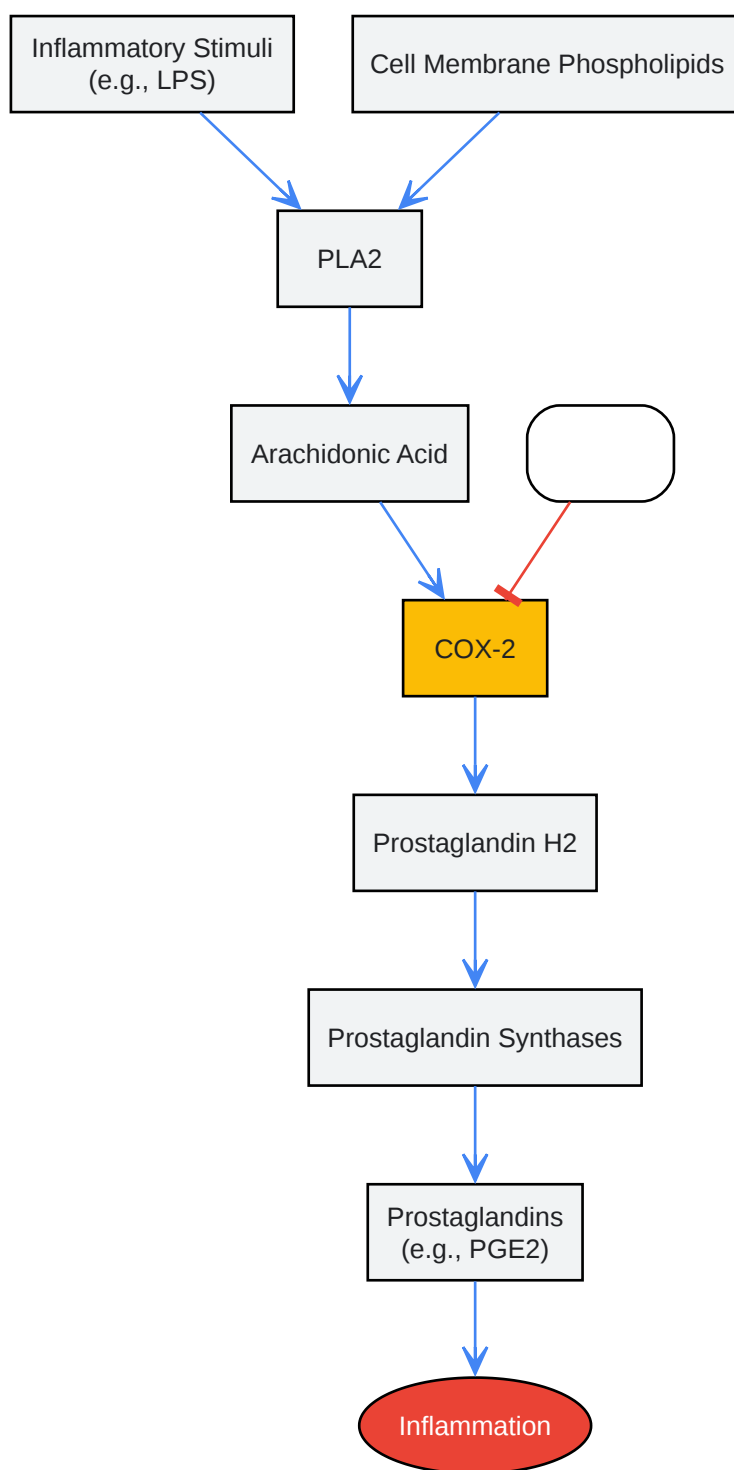 Inflammatory Stimuli
(e.g., LPS)
Cell Membrane Phospholipids
PLA2
Arachidonic Acid
COX-2
Prostaglandin H2
Prostaglandin Synthases
Prostaglandins
(e.g., PGE2)
Inflammation